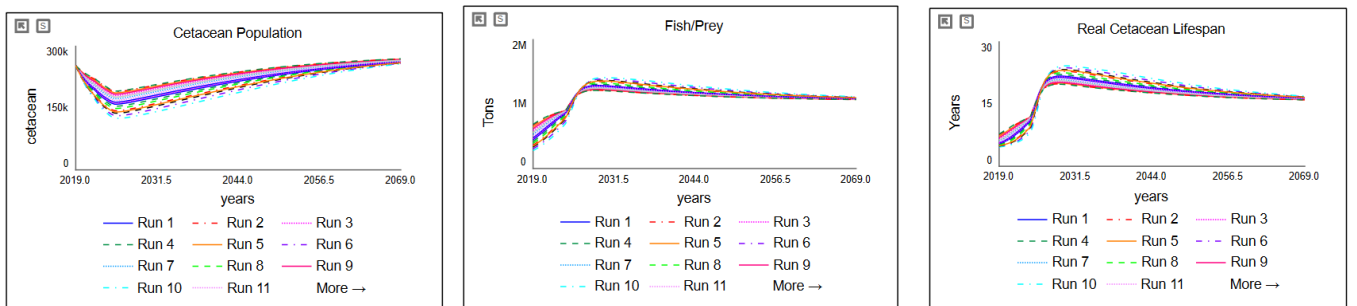 S
Cetacean Population
300k
150k
0
cetacean
2019.0 2031.5 2044.0 2056.5 2069.0
years
Run 1 Run 2 Run 3
Run 4 Run 5 Run 6
Run 7 Run 8 Run 9
Run 10 Run 11 More →
S
Fish/Prey
2M
1M
0
Tons
2019.0 2031.5 2044.0 2056.5 2069.0
years
Run 1 Run 2 Run 3
Run 4 Run 5 Run 6
Run 7 Run 8 Run 9
Run 10 Run 11 More →
S
Real Cetacean Lifespan
30
15
0
Years
2019.0 2031.5 2044.0 2056.5 2069.0
years
Run 1 Run 2 Run 3
Run 4 Run 5 Run 6
Run 7 Run 8 Run 9
Run 10 Run 11 More →